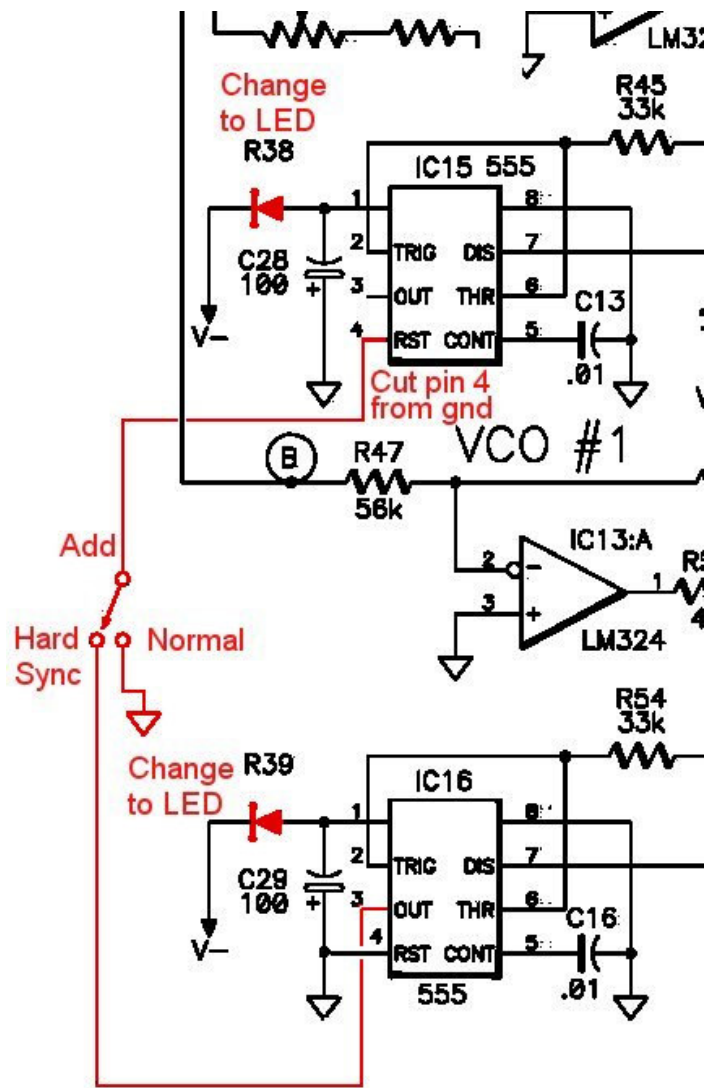 LM32
Change
to LED
R38
R45
33k
IC15 555
1
8
2
TRIG
DIS
7
C28
100
+
3
OUT
THR
6
C13
4
RST
CONT
5
.01
V-
Cut pin 4
from gnd
B
R47
56k
VCO #1
Add
IC13:A
2
-
1
3
+
LM324
4
Hard
Sync
Normal
R54
33k
Change
to LED
R39
IC16
1
8
2
TRIG
DIS
7
C29
100
+
3
OUT
THR
6
C16
4
RST
CONT
5
.01
V-
555